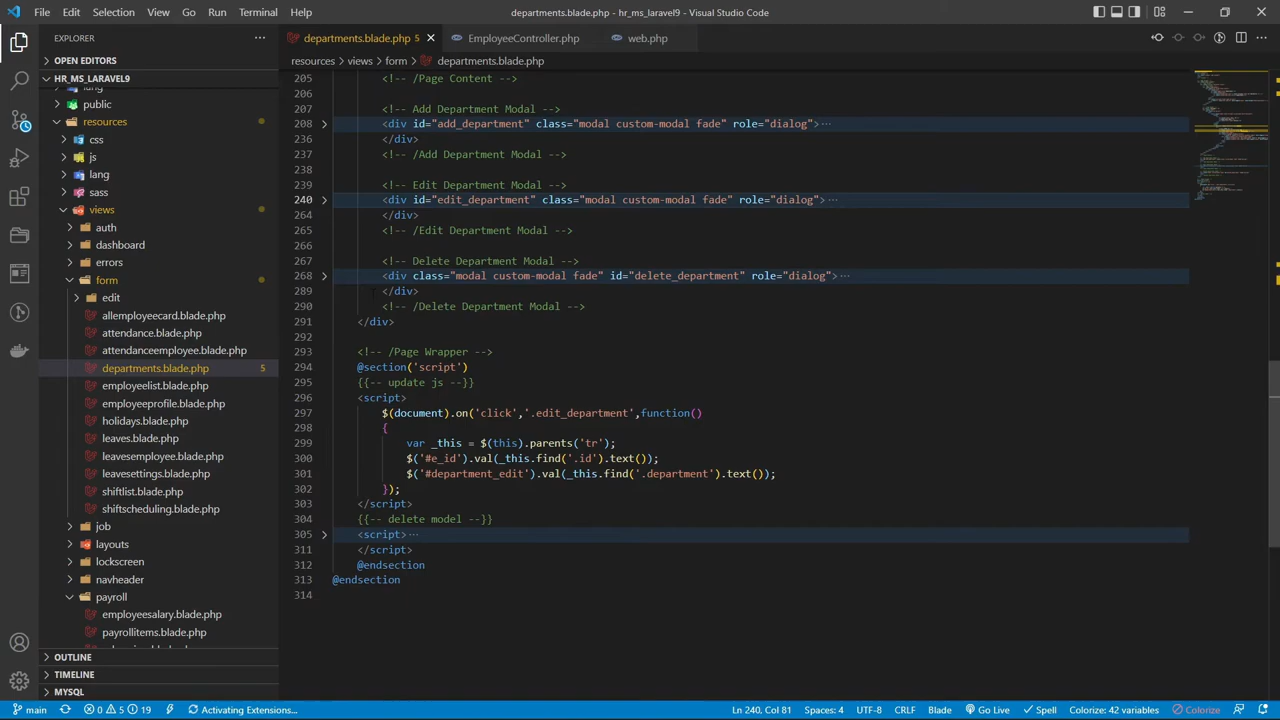 File Edit Selection View Go Run Terminal Help
departments.blade.php - hr_ms_laravel9 - Visual Studio Code
EXPLORER
OPEN EDITORS
HR_MS_LARAVEL9
lang
public
resources
css
js
lang
sass
views
auth
dashboard
errors
form
edit
allemployeecard.blade.php
attendance.blade.php
attendanceemployee.blade.php
departments.blade.php 5
employeelist.blade.php
employeeprofile.blade.php
holidays.blade.php
leaves.blade.php
leavesemployee.blade.php
leavesettings.blade.php
shiftlist.blade.php
shiftscheduling.blade.php
job
layouts
lockscreen
navheader
payroll
employeesalary.blade.php
payrollitems.blade.php
OUTLINE
TIMELINE
MYSQL
departments.blade.php 5 EmployeeController.php web.php
resources > views > form > departments.blade.php
205 <!-- /Page Content -->
206
207 <!-- Add Department Modal -->
208 <div id="add_department" class="modal custom-modal fade" role="dialog">···
236 </div>
237 <!-- /Add Department Modal -->
238
239 <!-- Edit Department Modal -->
240 <div id="edit_department" class="modal custom-modal fade" role="dialog">···
264 </div>
265 <!-- /Edit Department Modal -->
266
267 <!-- Delete Department Modal -->
268 <div class="modal custom-modal fade" id="delete_department" role="dialog">···
289 </div>
290 <!-- /Delete Department Modal -->
291 </div>
292
293 <!-- /Page Wrapper -->
294 @section('script')
295 {{-- update js --}}
296 <script>
297 $(document).on('click','.edit_department',function()
298 {
299 var _this = $(this).parents('tr');
300 $('#e_id').val(_this.find('.id').text());
301 $('#department_edit').val(_this.find('.department').text());
302 });
303 </script>
304 {{-- delete model --}}
305 <script>···
311 </script>
312 @endsection
313 @endsection
314
main 0 5 19 Activating Extensions... Ln 240, Col 81 Spaces: 4 UTF-8 CRLF Blade Go Live Spell Colorize: 42 variables Colorize